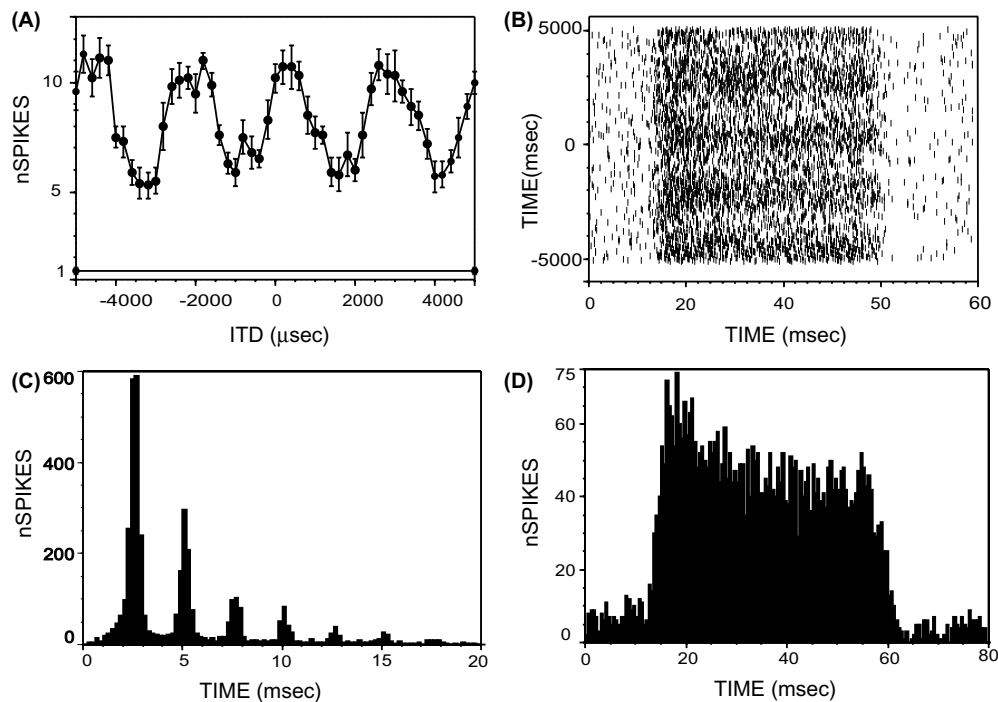 (A)
nSPIKES
10
5
1
-4000 -2000 0 2000 4000
ITD (μsec)
(B)
TIME(msec)
5000
0
-5000
0 20 40 50 60
TIME (msec)
(C)
nSPIKES
600
400
200
0
0 5 10 15 20
TIME (msec)
(D)
nSPIKES
75
60
40
20
0
0 20 40 60 80
TIME (msec)